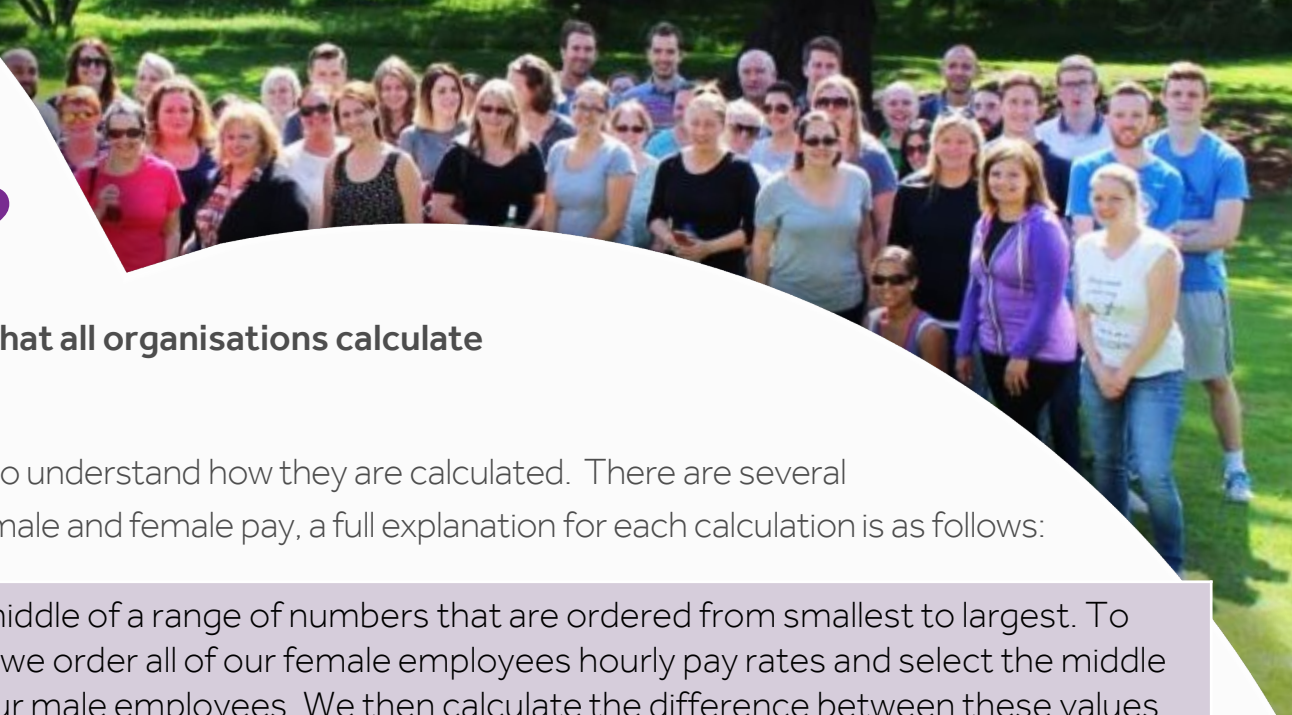 hat all organisations calculate
o understand how they are calculated. There are several
male and female pay, a full explanation for each calculation is as follows:
middle of a range of numbers that are ordered from smallest to largest. To
we order all of our female employees hourly pay rates and select the middle
ur male employees. We then calculate the difference between these values